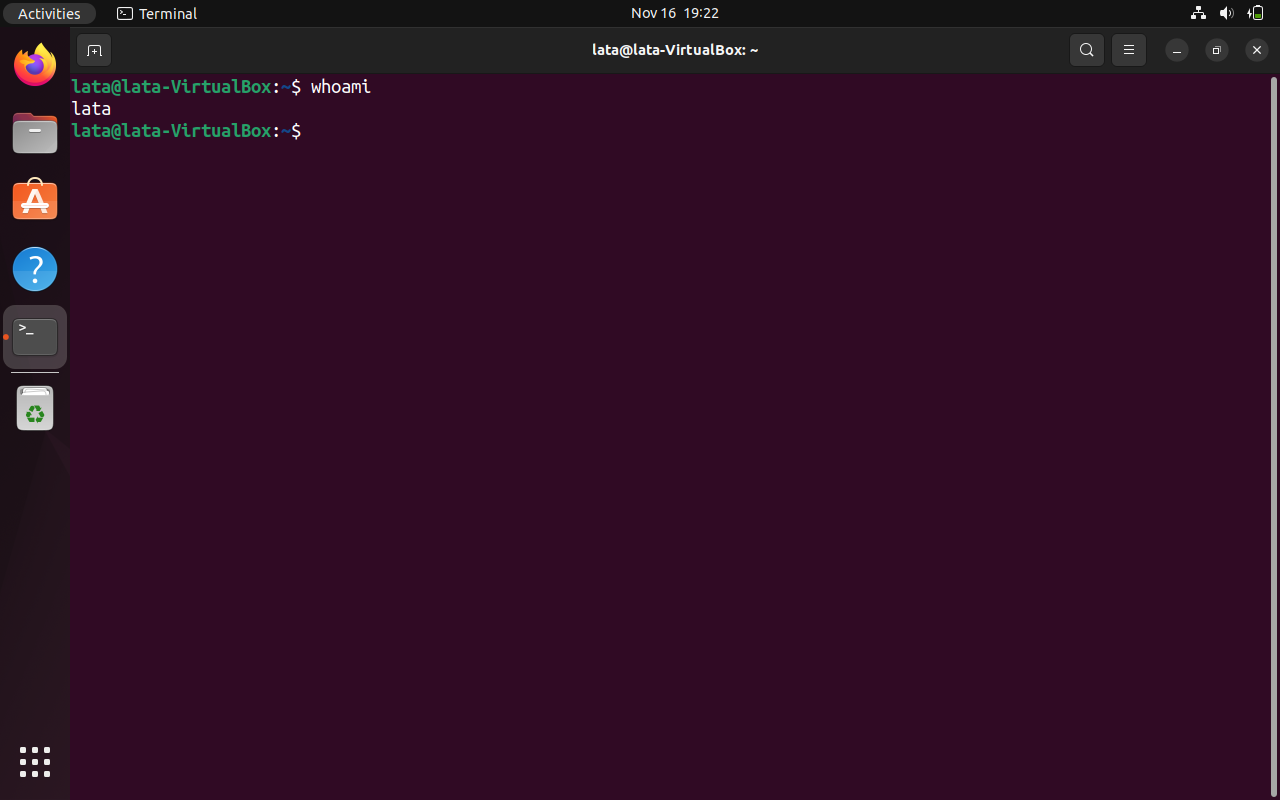 Activities Terminal Nov 16 19:22
lata@lata-VirtualBox: ~
lata@lata-VirtualBox:~$ whoami
lata
lata@lata-VirtualBox:~$